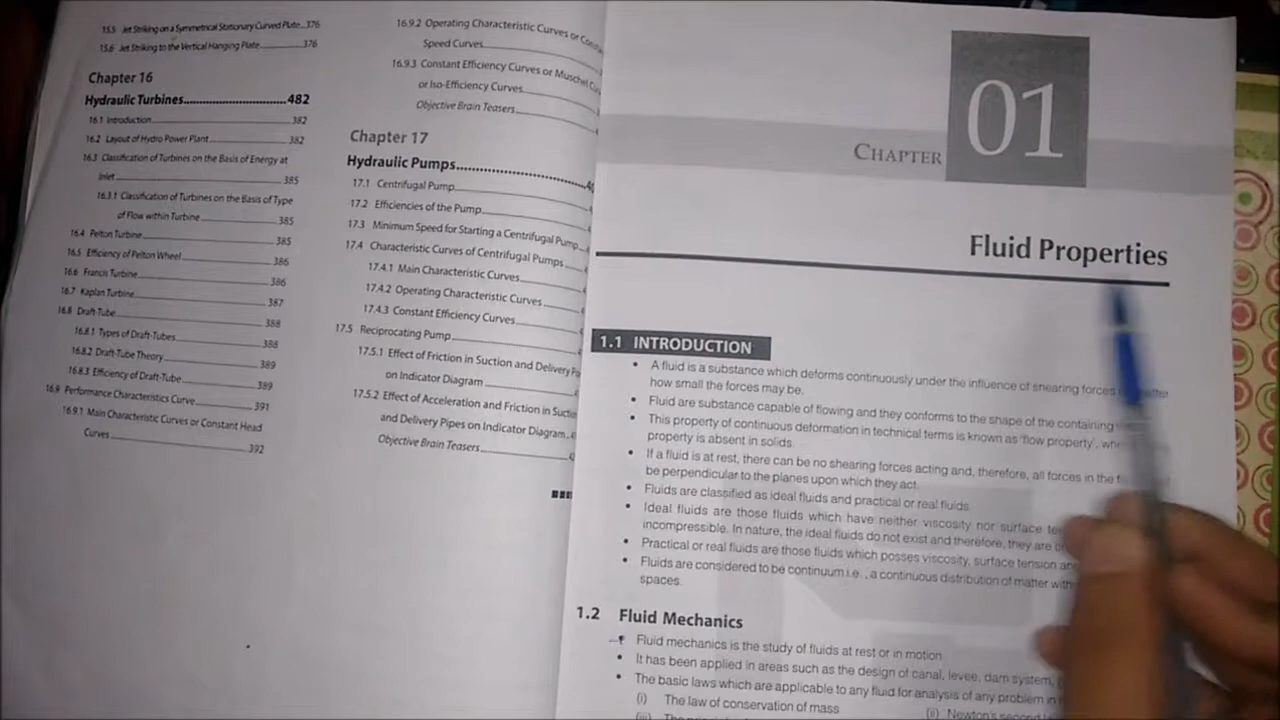 15.5 Jet Striking on a Symmetrical Stationary Curved Plate...376
15.6 Jet Striking to the Vertical Hanging Plate 376
Chapter 16
Hydraulic Turbines 482
16.1 Introduction 382
16.2 Layout of Hydro Power Plant 382
16.3 Classification of Turbines on the Basis of Energy at
Inlet 385
16.3.1 Classification of Turbines on the Basis of Type
of Flow within Turbine 385
16.4 Pelton Turbine 385
16.5 Efficiency of Pelton Wheel 386
16.6 Francis Turbine 386
16.7 Kaplan Turbine 387
16.8 Draft-Tube 388
16.8.1 Types of Draft-Tubes 388
16.8.2 Draft-Tube Theory 389
16.8.3 Efficiency of Draft-Tube 389
16.9 Performance Characteristics Curve 391
16.9.1 Main Characteristic Curves or Constant Head
Curves 392
16.9.2 Operating Characteristic Curves or
Speed Curves
16.9.3 Constant Efficiency Curves or Muschel
or Iso-Efficiency Curves
Objective Brain Teasers
Chapter 17
Hydraulic Pumps
17.1 Centrifugal Pump
17.2 Efficiencies of the Pump
17.3 Minimum Speed for Starting a Centrifugal Pump
17.4 Characteristic Curves of Centrifugal Pumps
17.4.1 Main Characteristic Curves
17.4.2 Operating Characteristic Curves
17.4.3 Constant Efficiency Curves
17.5 Reciprocating Pump
17.5.1 Effect of Friction in Suction and Delivery
on Indicator Diagram
17.5.2 Effect of Acceleration and Friction in
and Delivery Pipes on Indicator Diagram
Objective Brain Teasers
CHAPTER 01
Fluid Properties
1.1 INTRODUCTION
• A fluid is a substance which deforms continuously under the influence of shearing forces
how small the forces may be.
• Fluid are substance capable of flowing and they conforms to the shape of the containing
• This property of continuous deformation in technical terms is known as 'flow property',
property is absent in solids.
• If a fluid is at rest, there can be no shearing forces acting and, therefore, all forces in the
be perpendicular to the planes upon which they act.
• Fluids are classified as ideal fluids and practical or real fluids.
• Ideal fluids are those fluids which have neither viscosity nor surface
incompressible. In nature, the ideal fluids do not exist and therefore, they are
• Practical or real fluids are those fluids which posses viscosity, surface tension
• Fluids are considered to be continuum i.e., a continuous distribution of matter
spaces.
1.2 Fluid Mechanics
• Fluid mechanics is the study of fluids at rest or in motion
• It has been applied in areas such as the design of canal, levee, dam system,
• The basic laws which are applicable to any fluid for analysis of any problem in
(i) The law of conservation of mass (ii) Newton's second